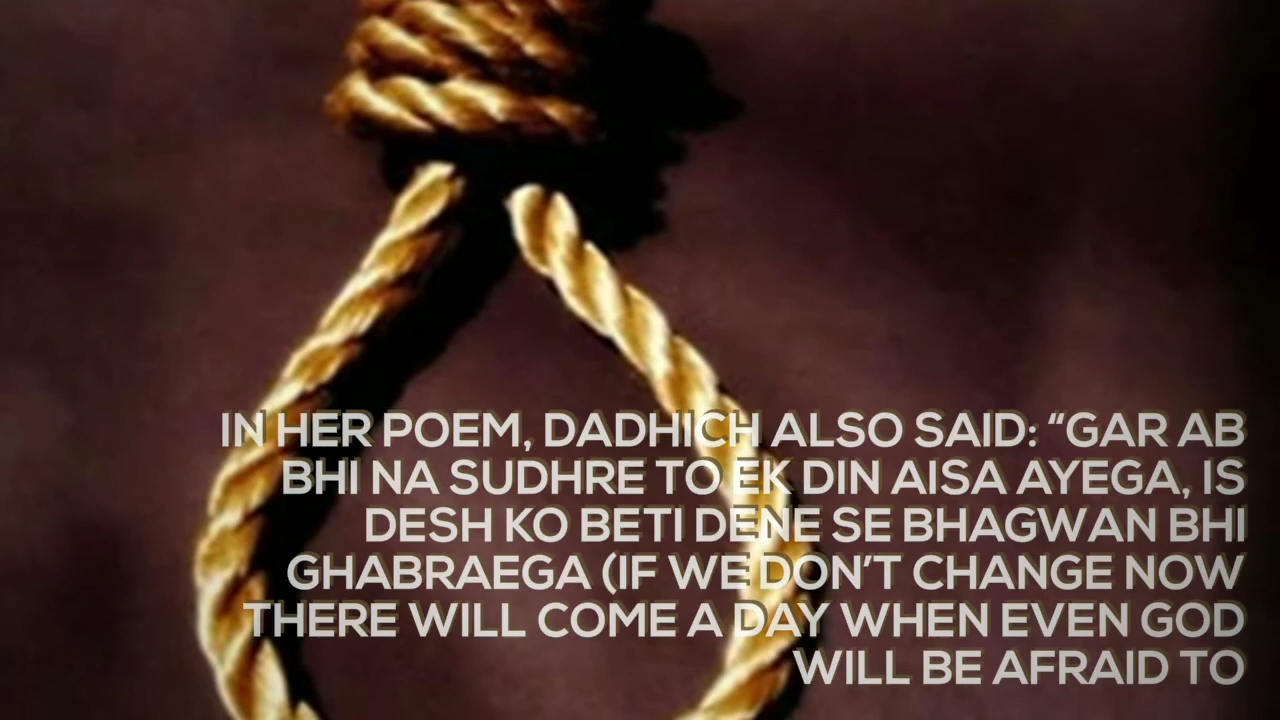 IN HER POEM, DADHICH ALSO SAID: “GAR AB
BHI NA SUDHRE TO EK DIN AISA AYEGA, IS
DESH KO BETI DENE SE BHAGWAN BHI
GHABRAEGA (IF WE DON’T CHANGE NOW
THERE WILL COME A DAY WHEN EVEN GOD
WILL BE AFRAID TO